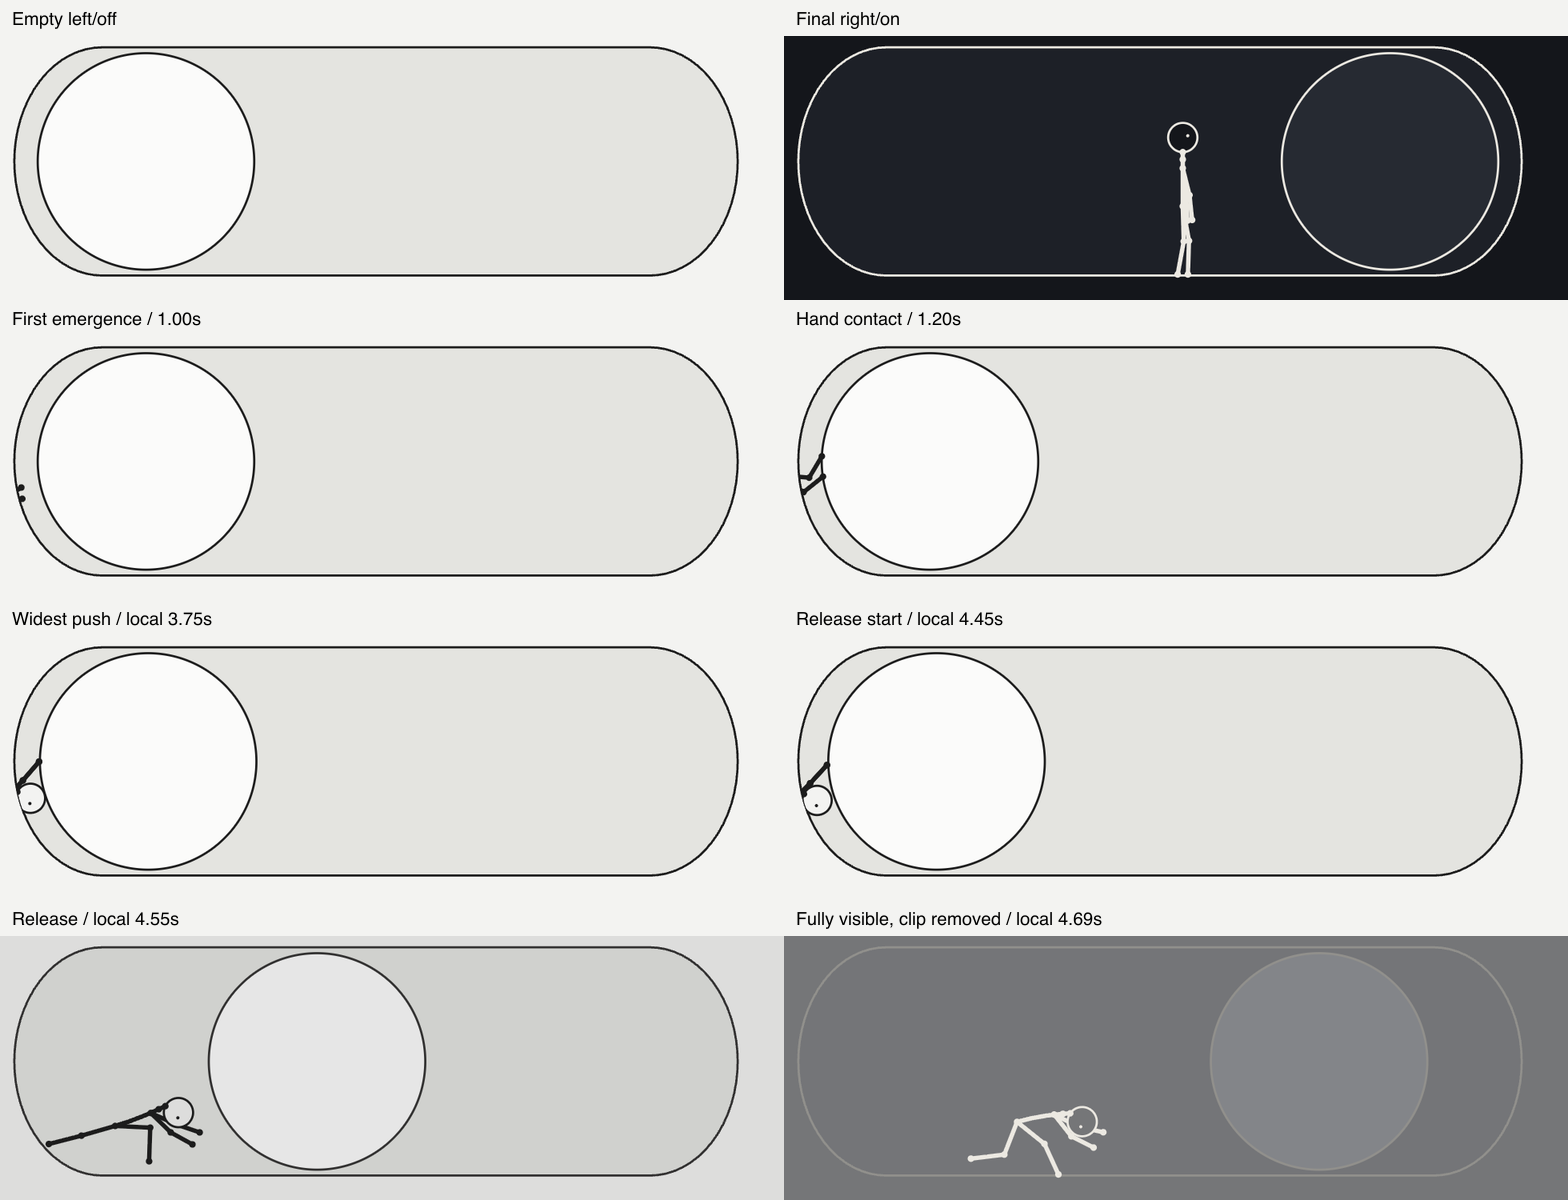 Empty left/off
Final right/on
First emergence / 1.00s
Hand contact / 1.20s
Widest push / local 3.75s
Release start / local 4.45s
Release / local 4.55s
Fully visible, clip removed / local 4.69s